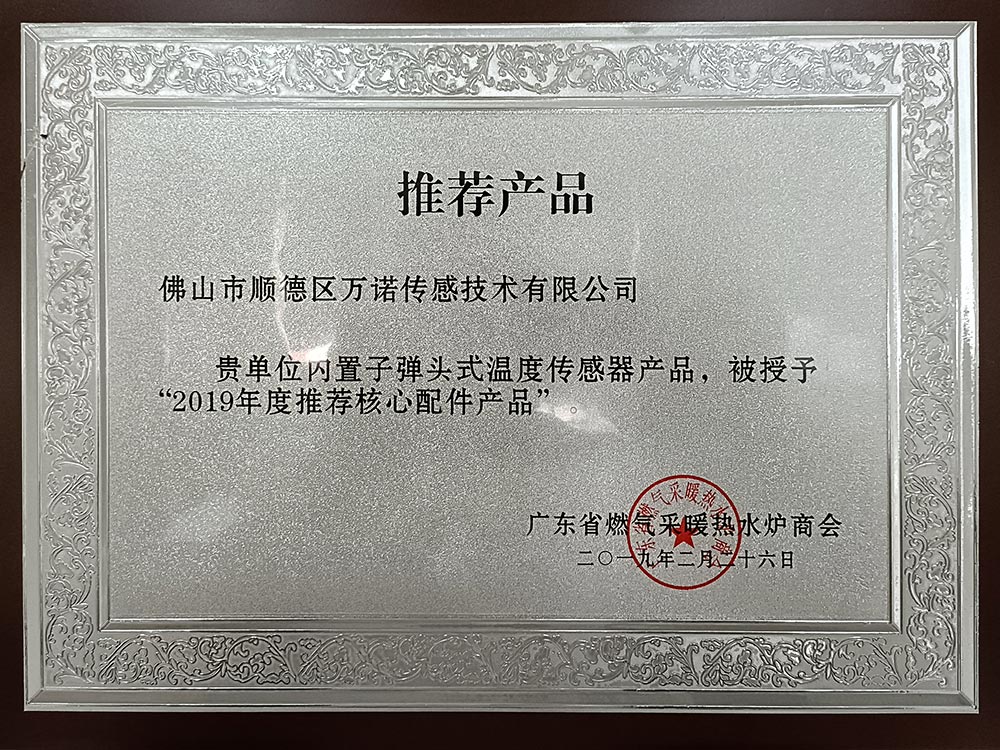 推荐产品
佛山市顺德区万诺传感技术有限公司
贵单位内置子弹头式温度传感器产品，被授予
“2019年度推荐核心配件产品”。
广东省燃气采暖热水炉商会
二〇一九年二月二十六日